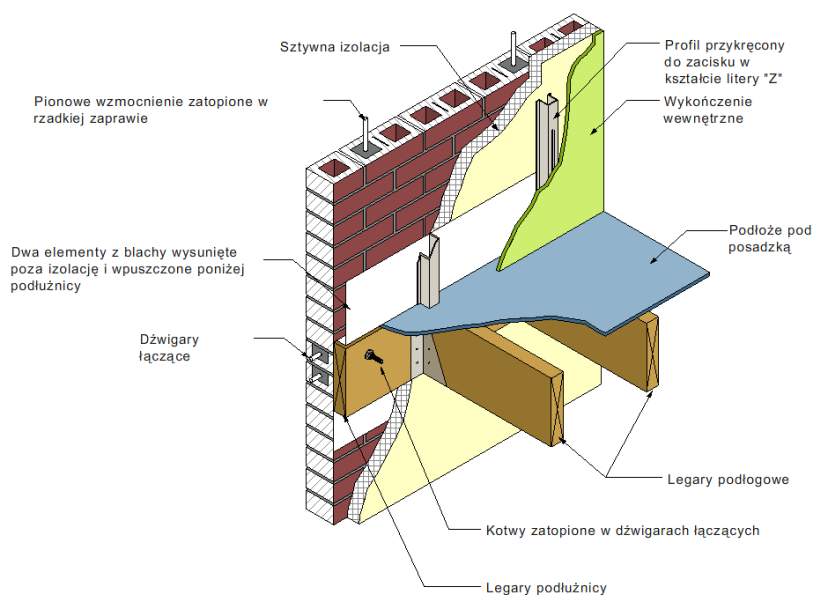 Sztywna izolacja
Profil przykręcony
do zacisku w
kształcie litery "Z"
Pionowe wzmocnienie zatopione w
rzadkiej zaprawie
Wykończenie
wewnętrzne
Podłoże pod
posadzką
Dwa elementy z blachy wysunięte
poza izolację i wpuszczone poniżej
podłużnicy
Dźwigary
łączące
Legary podłogowe
Kotwy zatopione w dźwigarach łączących
Legary podłużnicy